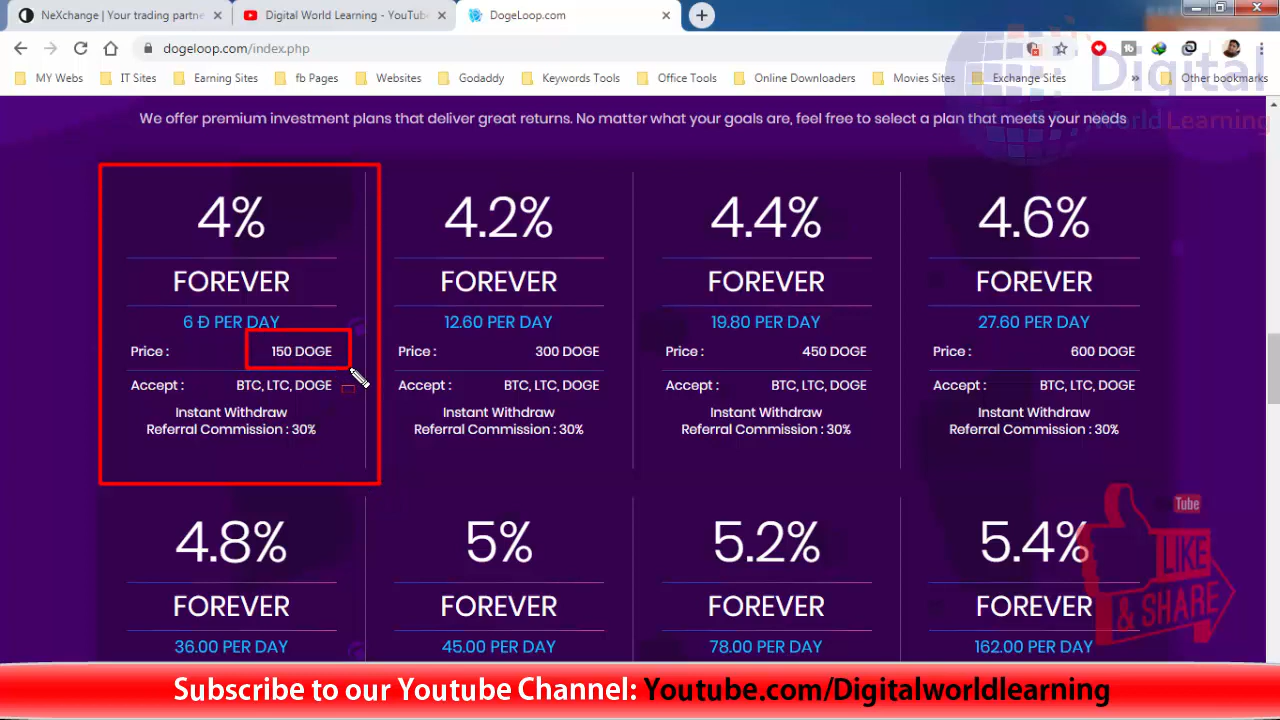 NeXchange | Your trading partne
Digital World Learning - YouTu
DogeLoop.com
dogeloop.com/index.php
MY Webs
IT Sites
Earning Sites
fb Pages
Websites
Godaddy
Keywords Tools
Office Tools
Online Downloaders
Movies Sites
Exchange Sites
»
Other bookmarks
Digital
World Learning
We offer premium investment plans that deliver great returns. No matter what your goals are, feel free to select a plan that meets your needs
4%
FOREVER
6 Đ PER DAY
Price : 150 DOGE
Accept : BTC, LTC, DOGE
Instant Withdraw
Referral Commission : 30%
4.2%
FOREVER
12.60 PER DAY
Price : 300 DOGE
Accept : BTC, LTC, DOGE
Instant Withdraw
Referral Commission : 30%
4.4%
FOREVER
19.80 PER DAY
Price : 450 DOGE
Accept : BTC, LTC, DOGE
Instant Withdraw
Referral Commission : 30%
4.6%
FOREVER
27.60 PER DAY
Price : 600 DOGE
Accept : BTC, LTC, DOGE
Instant Withdraw
Referral Commission : 30%
4.8%
FOREVER
36.00 PER DAY
5%
FOREVER
45.00 PER DAY
5.2%
FOREVER
78.00 PER DAY
5.4%
FOREVER
162.00 PER DAY
Tube
LIKE
& SHARE
Subscribe to our Youtube Channel: Youtube.com/Digitalworldlearning